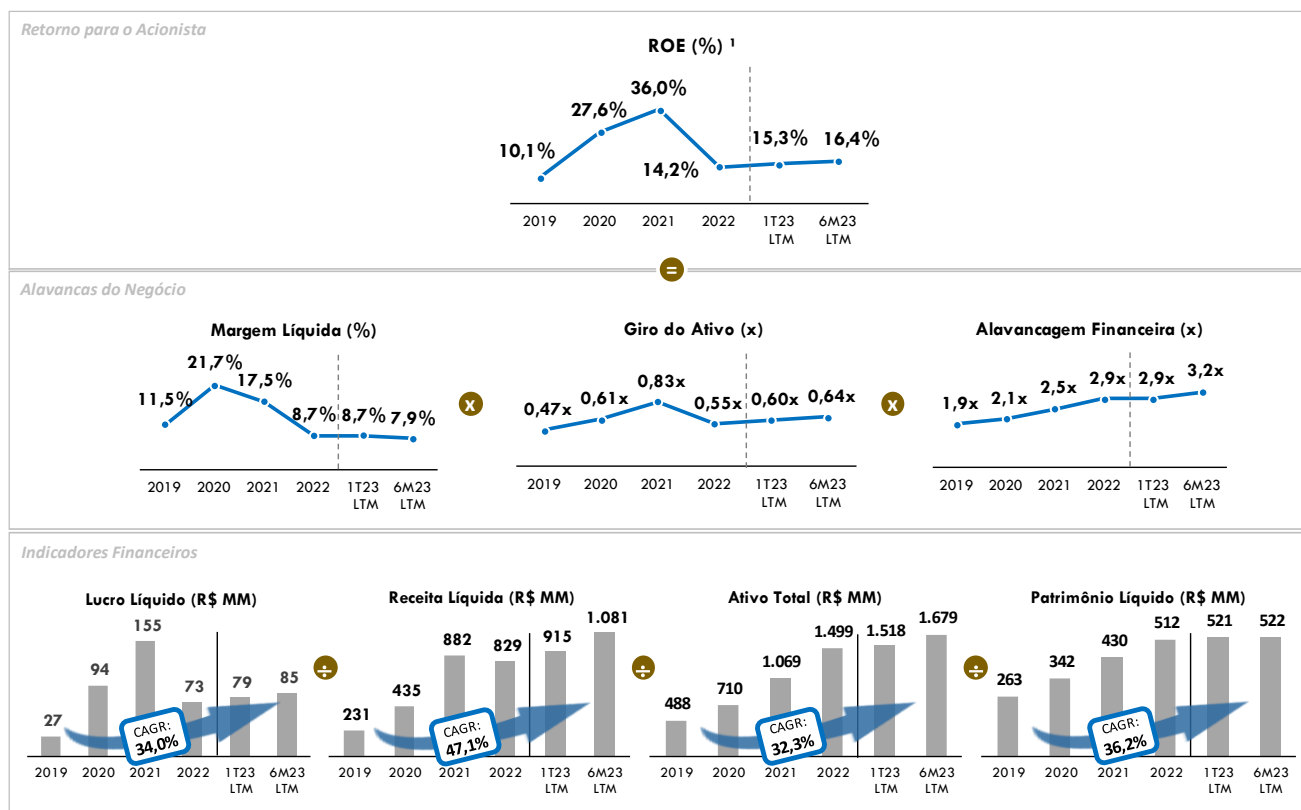 Retorno para o Acionista
ROE (%) ¹
10,1%
27,6%
36,0%
14,2%
15,3%
16,4%
2019 2020 2021 2022 1T23 LTM 6M23 LTM
=
Alavancas do Negócio
Margem Líquida (%)
11,5%
21,7%
17,5%
8,7%
8,7%
7,9%
2019 2020 2021 2022 1T23 LTM 6M23 LTM
x
Giro do Ativo (x)
0,47x
0,61x
0,83x
0,55x
0,60x
0,64x
2019 2020 2021 2022 1T23 LTM 6M23 LTM
x
Alavancagem Financeira (x)
1,9x
2,1x
2,5x
2,9x
2,9x
3,2x
2019 2020 2021 2022 1T23 LTM 6M23 LTM
Indicadores Financeiros
Lucro Líquido (R$ MM)
27
94
155
73
79
85
CAGR:
34,0%
2019 2020 2021 2022 1T23 LTM 6M23 LTM
÷
Receita Líquida (R$ MM)
231
435
882
829
915
1.081
CAGR:
47,1%
2019 2020 2021 2022 1T23 LTM 6M23 LTM
÷
Ativo Total (R$ MM)
488
710
1.069
1.499
1.518
1.679
CAGR:
32,3%
2019 2020 2021 2022 1T23 LTM 6M23 LTM
÷
Patrimônio Líquido (R$ MM)
263
342
430
512
521
522
CAGR:
36,2%
2019 2020 2021 2022 1T23 LTM 6M23 LTM